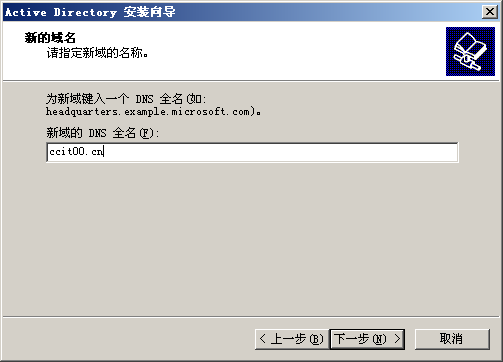 Active Directory 安装向导
新的域名
请指定新域的名称。
为新域键入一个 DNS 全名(如:
headquarters.example.microsoft.com)。
新域的 DNS 全名(F):
ccit00.cn
< 上一步(B) 下一步(N) > 取消